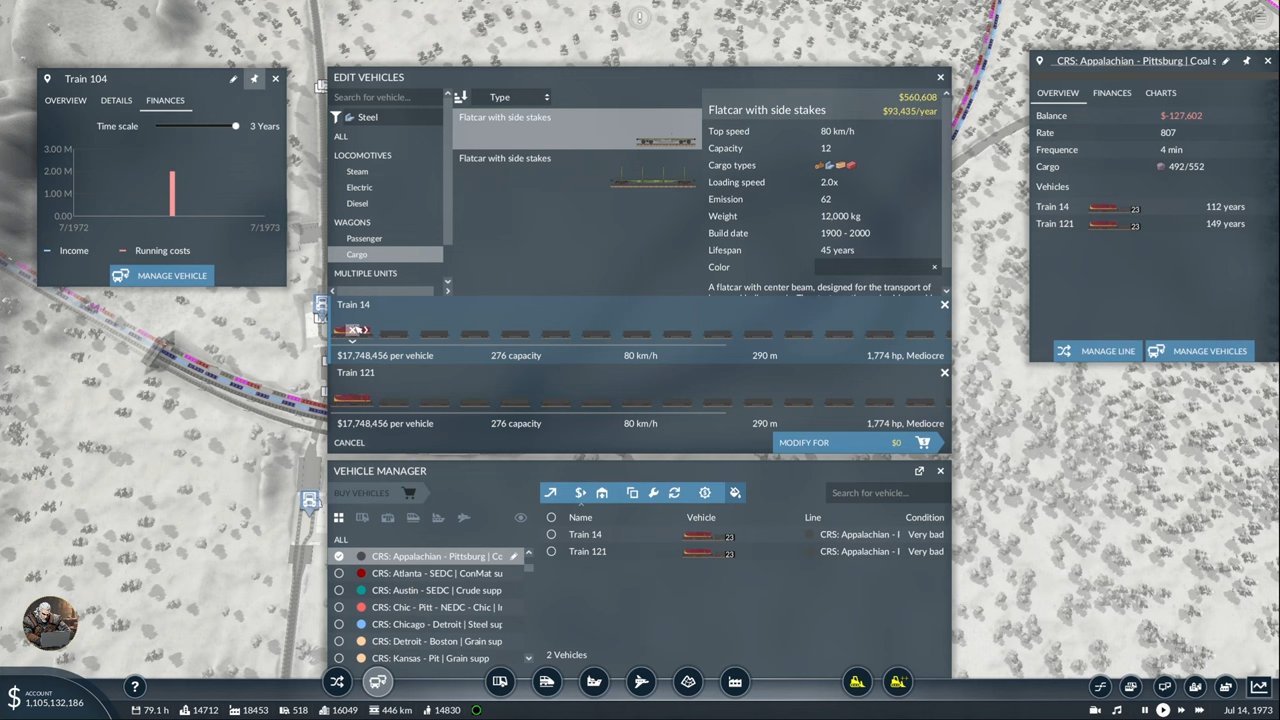 Train 104
OVERVIEW DETAILS FINANCES
Time scale 3 Years
3.00 M
2.00 M
1.00 M
0.00
7/1972 7/1973
Income Running costs
MANAGE VEHICLE
EDIT VEHICLES
Search for vehicle...
Steel
ALL
LOCOMOTIVES
Steam
Electric
Diesel
WAGONS
Passenger
Cargo
MULTIPLE UNITS
Type
Flatcar with side stakes
Flatcar with side stakes
$560,608
Flatcar with side stakes
$93,435/year
Top speed 80 km/h
Capacity 12
Cargo types
Loading speed 2.0x
Emission 62
Weight 12,000 kg
Build date 1900 - 2000
Lifespan 45 years
Color
A flatcar with center beam, designed for the transport of
Train 14
$17,748,456 per vehicle 276 capacity 80 km/h 290 m 1,774 hp, Mediocre
Train 121
$17,748,456 per vehicle 276 capacity 80 km/h 290 m 1,774 hp, Mediocre
CANCEL MODIFY FOR $0
VEHICLE MANAGER
BUY VEHICLES
Search for vehicle...
ALL
CRS: Appalachian - Pittsburg | Cc
CRS: Atlanta - SEDC | ConMat su
CRS: Austin - SEDC | Crude supp
CRS: Chic - Pitt - NEDC - Chic | Ir
CRS: Chicago - Detroit | Steel sup
CRS: Detroit - Boston | Grain sup
CRS: Kansas - Pit | Grain supp
Name Vehicle Line Condition
Train 14 23 CRS: Appalachian - I Very bad
Train 121 23 CRS: Appalachian - I Very bad
2 Vehicles
CRS: Appalachian - Pittsburg | Coal s
OVERVIEW FINANCES CHARTS
Balance $-127,602
Rate 807
Frequency 4 min
Cargo 492/552
Vehicles
Train 14 23 112 years
Train 121 23 149 years
MANAGE LINE MANAGE VEHICLES
$ ACCOUNT
1,105,132,186
?
79.1 h 14712 18453 518 16049 446 km 14830
Jul 14, 1973